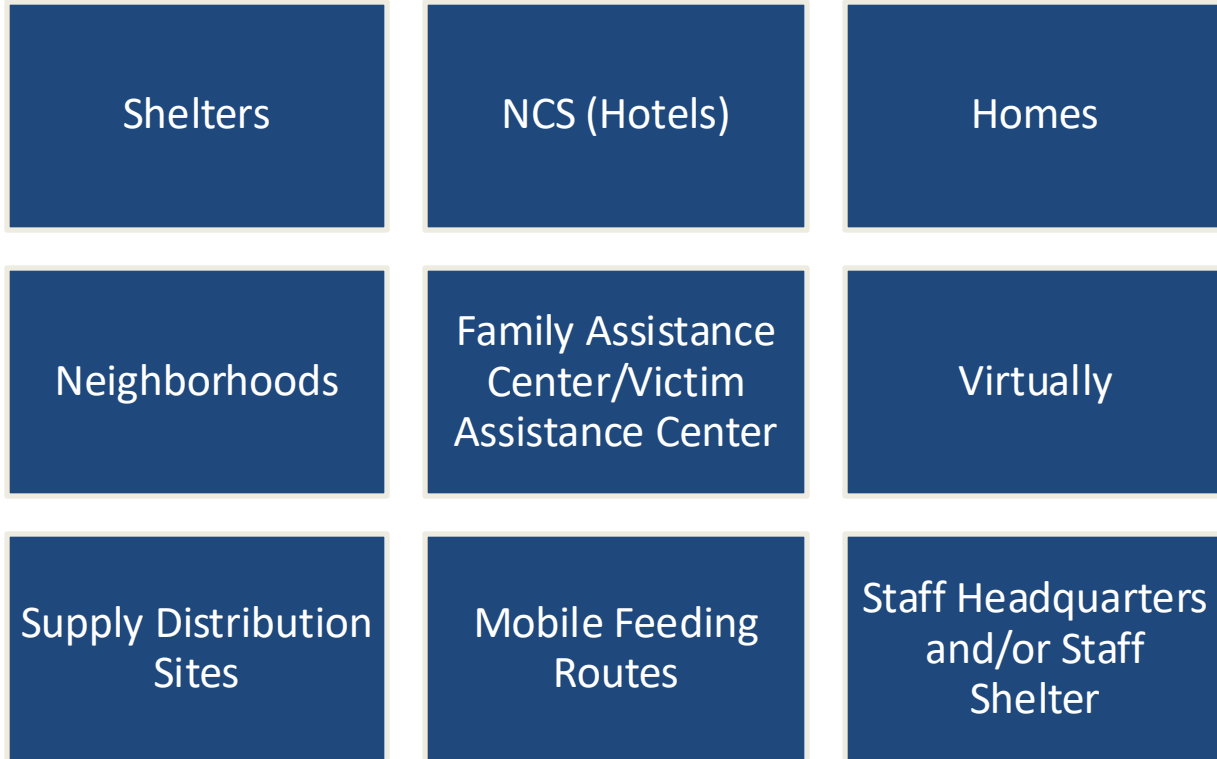 Shelters
NCS (Hotels)
Homes
Neighborhoods
Family Assistance
Center/Victim
Assistance Center
Virtually
Supply Distribution
Sites
Mobile Feeding
Routes
Staff Headquarters
and/or Staff
Shelter